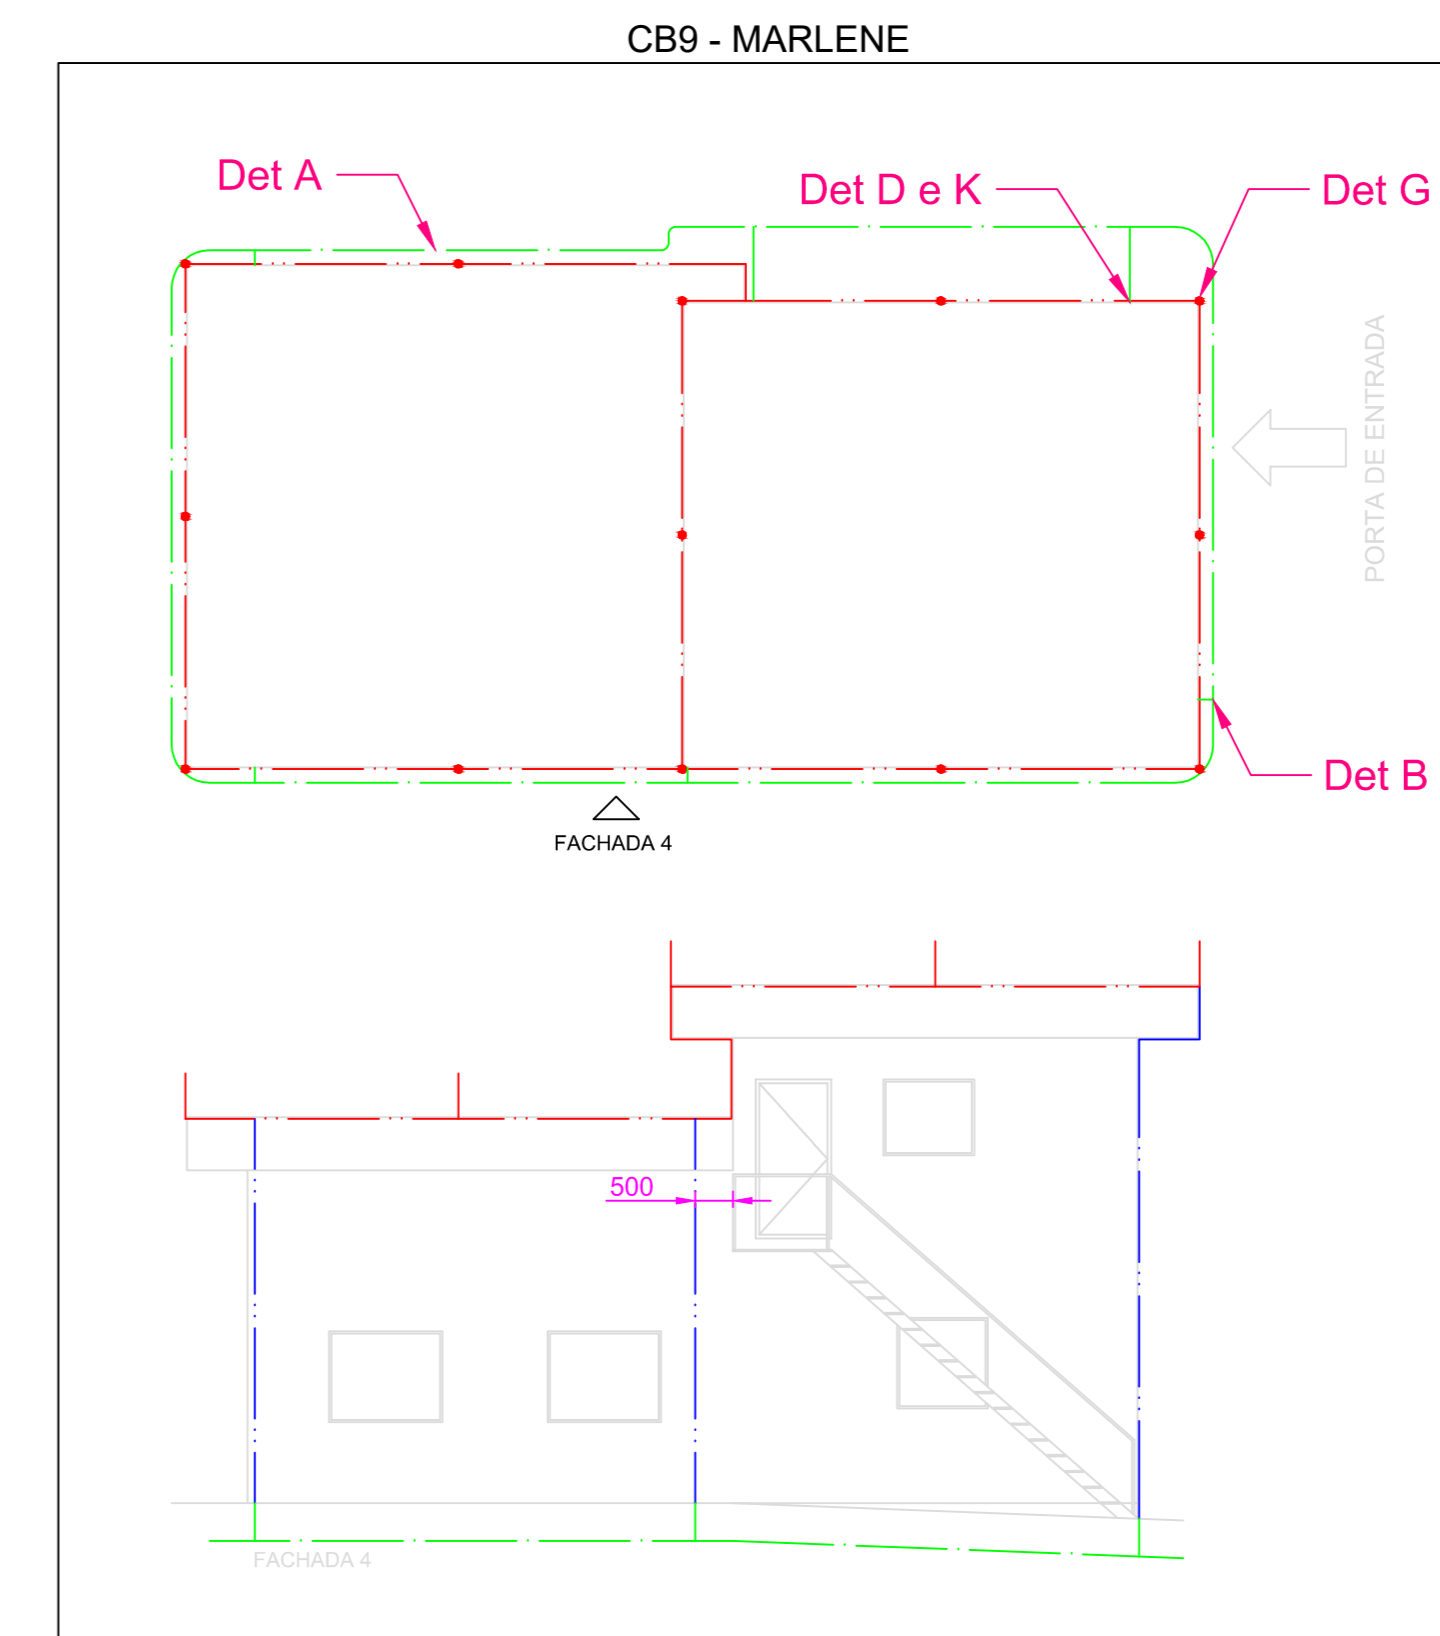 CB9 - MARLENE
Det A
Det D e K
Det G
PORTA DE ENTRADA
Det B
FACHADA 4
500
FACHADA 4